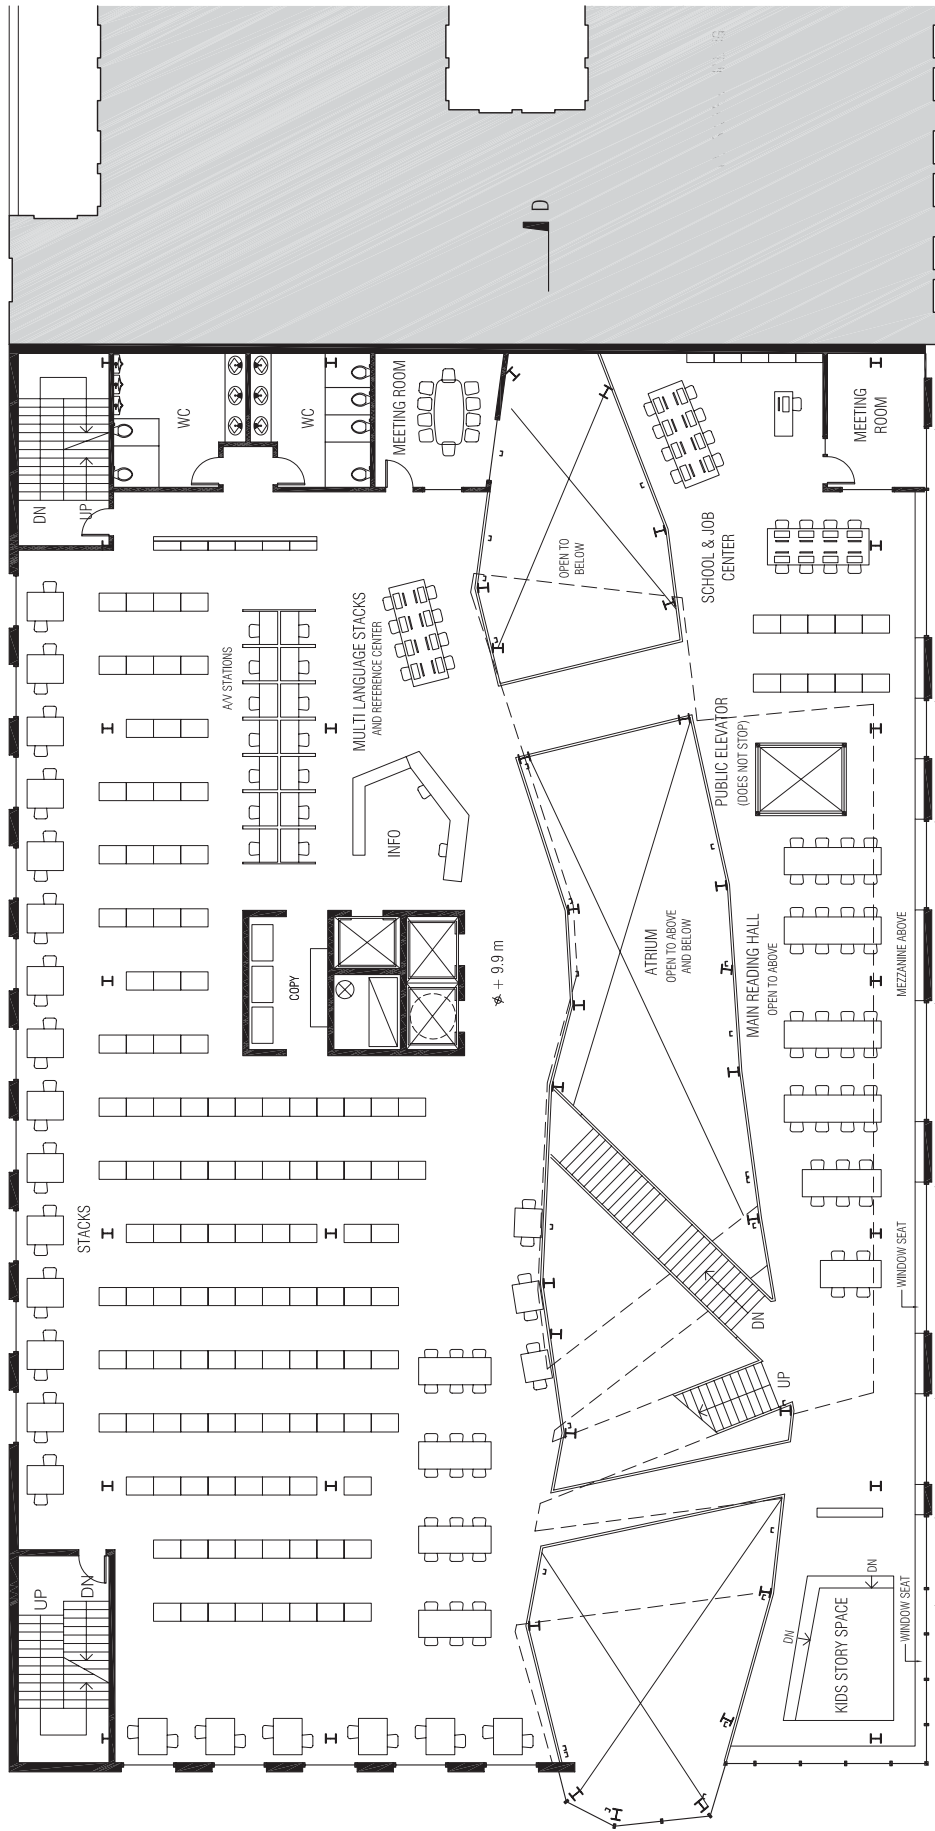 D
WC
WC
MEETING ROOM
DN
UP
MEETING
ROOM
SCHOOL & JOB
CENTER
OPEN TO
BELOW
A/V STATIONS
MULTI LANGUAGE STACKS
AND REFERENCE CENTER
PUBLIC ELEVATOR
(DOES NOT STOP)
INFO
COPY
+ 9.9 m
ATRIUM
OPEN TO ABOVE
AND BELOW
MAIN READING HALL
OPEN TO ABOVE
MEZZANINE ABOVE
STACKS
WINDOW SEAT
DN
UP
UP
DN
DN
DN
KIDS STORY SPACE
WINDOW SEAT